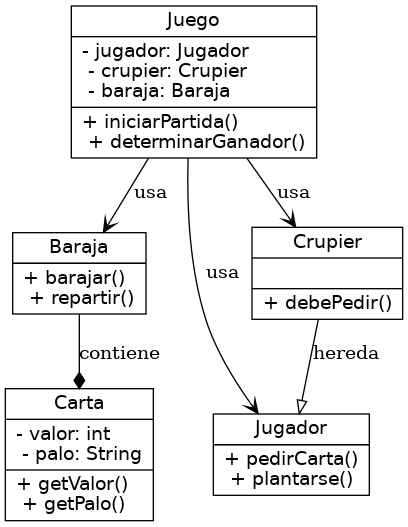 Juego
- jugador: Jugador
- crupier: Crupier
- baraja: Baraja
+ iniciarPartida()
+ determinarGanador()
usa
usa
Baraja
+ barajar()
+ repartir()
Crupier
+ debePedir()
usa
contiene
hereda
Carta
- valor: int
- palo: String
+ getValor()
+ getPalo()
Jugador
+ pedirCarta()
+ plantarse()